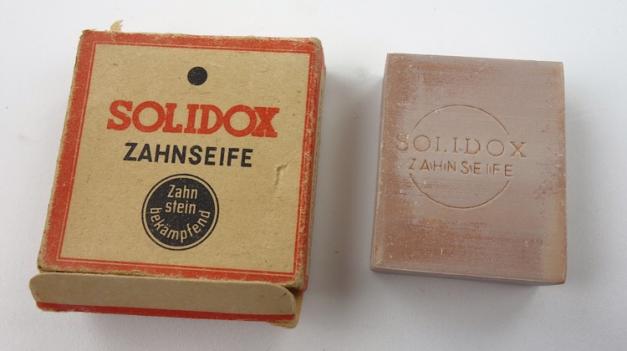 SOLIDOX
ZAHNSEIFE
Zahn
stein
bekämpfend
SOLIDOX
ZAHNSEIFE